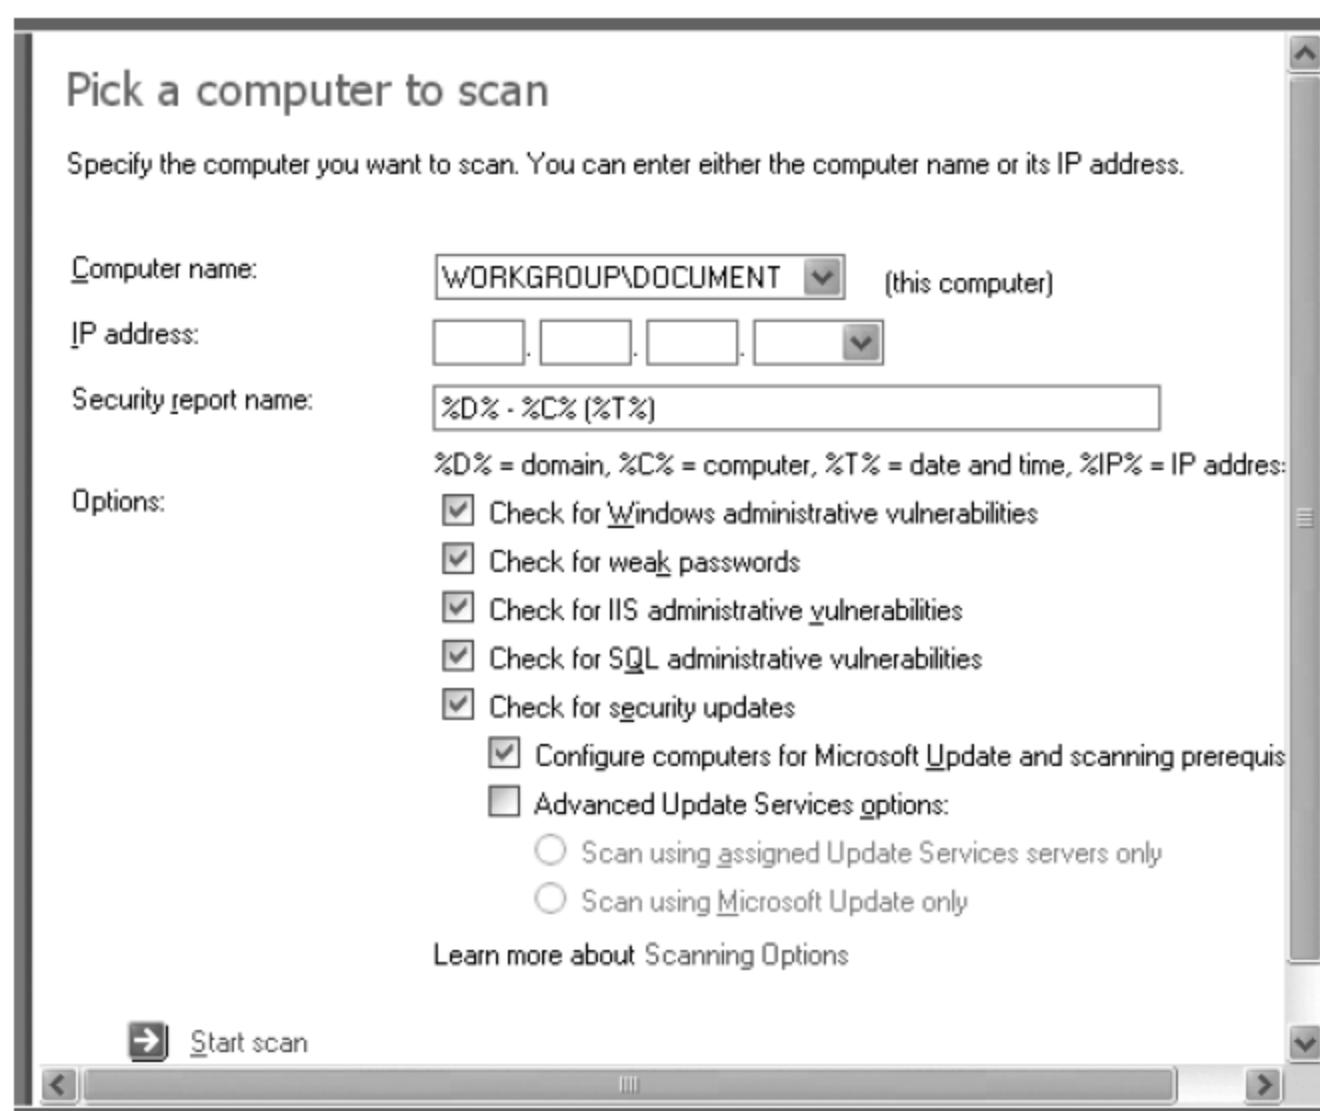 Pick a computer to scan
Specify the computer you want to scan. You can enter either the computer name or its IP address.
Computer name: WORKGROUP\DOCUMENT (this computer)
IP address: . . .
Security report name: %D% - %C% (%T%)
%D% = domain, %C% = computer, %T% = date and time, %IP% = IP addres
Options:
Check for Windows administrative vulnerabilities
Check for weak passwords
Check for IIS administrative vulnerabilities
Check for SQL administrative vulnerabilities
Check for security updates
Configure computers for Microsoft Update and scanning prerequis
Advanced Update Services options:
Scan using assigned Update Services servers only
Scan using Microsoft Update only
Learn more about Scanning Options
Start scan